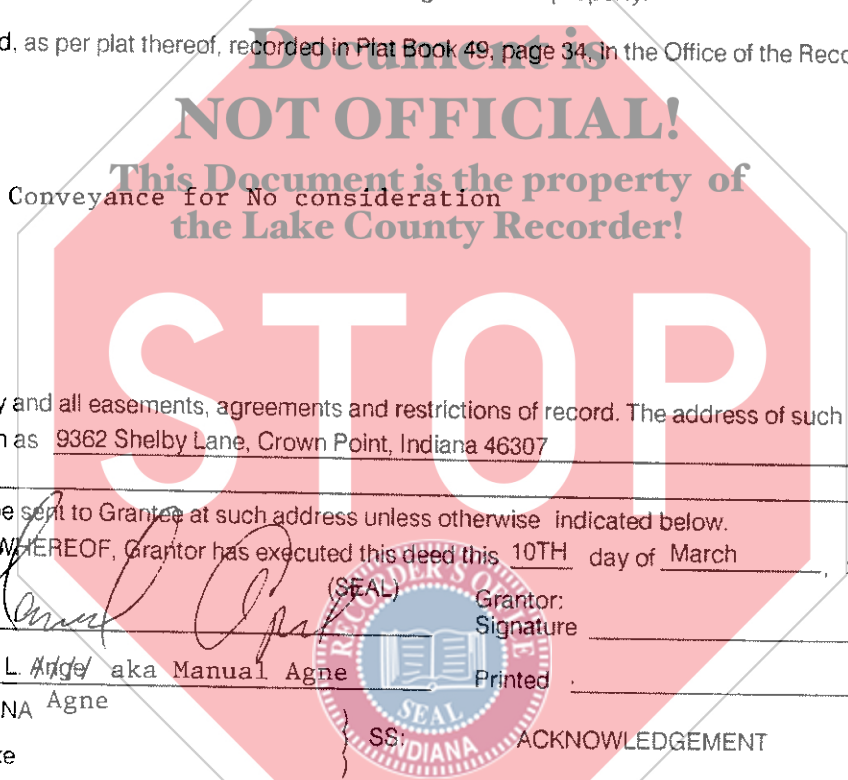 d, as per plat thereof, recorded in Plat Book 49, page 34, in the Office of the Reco
Document is
NOT OFFICIAL!
This Document is the property of
the Lake County Recorder!
Conveyance for No consideration
STOP
y and all easements, agreements and restrictions of record. The address of such
n as 9362 Shelby Lane, Crown Point, Indiana 46307
e sent to Grantee at such address unless otherwise indicated below.
WHEREOF, Grantor has executed this deed this 10TH day of March ,
(SEAL) Grantor:
Signature
L. Ange aka Manual Agne Printed
NA Agne
SS: ACKNOWLEDGEMENT
ke
RECORDER'S OFFICE
SEAL
INDIANA